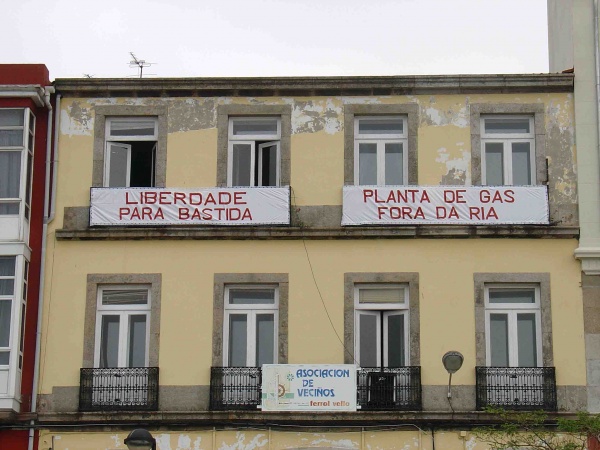 LIBERDADE
PARA BASTIDA
PLANTA DE GAS
FORA DA RIA
ASOCIACION
DE
VECINOS
ferrol vello